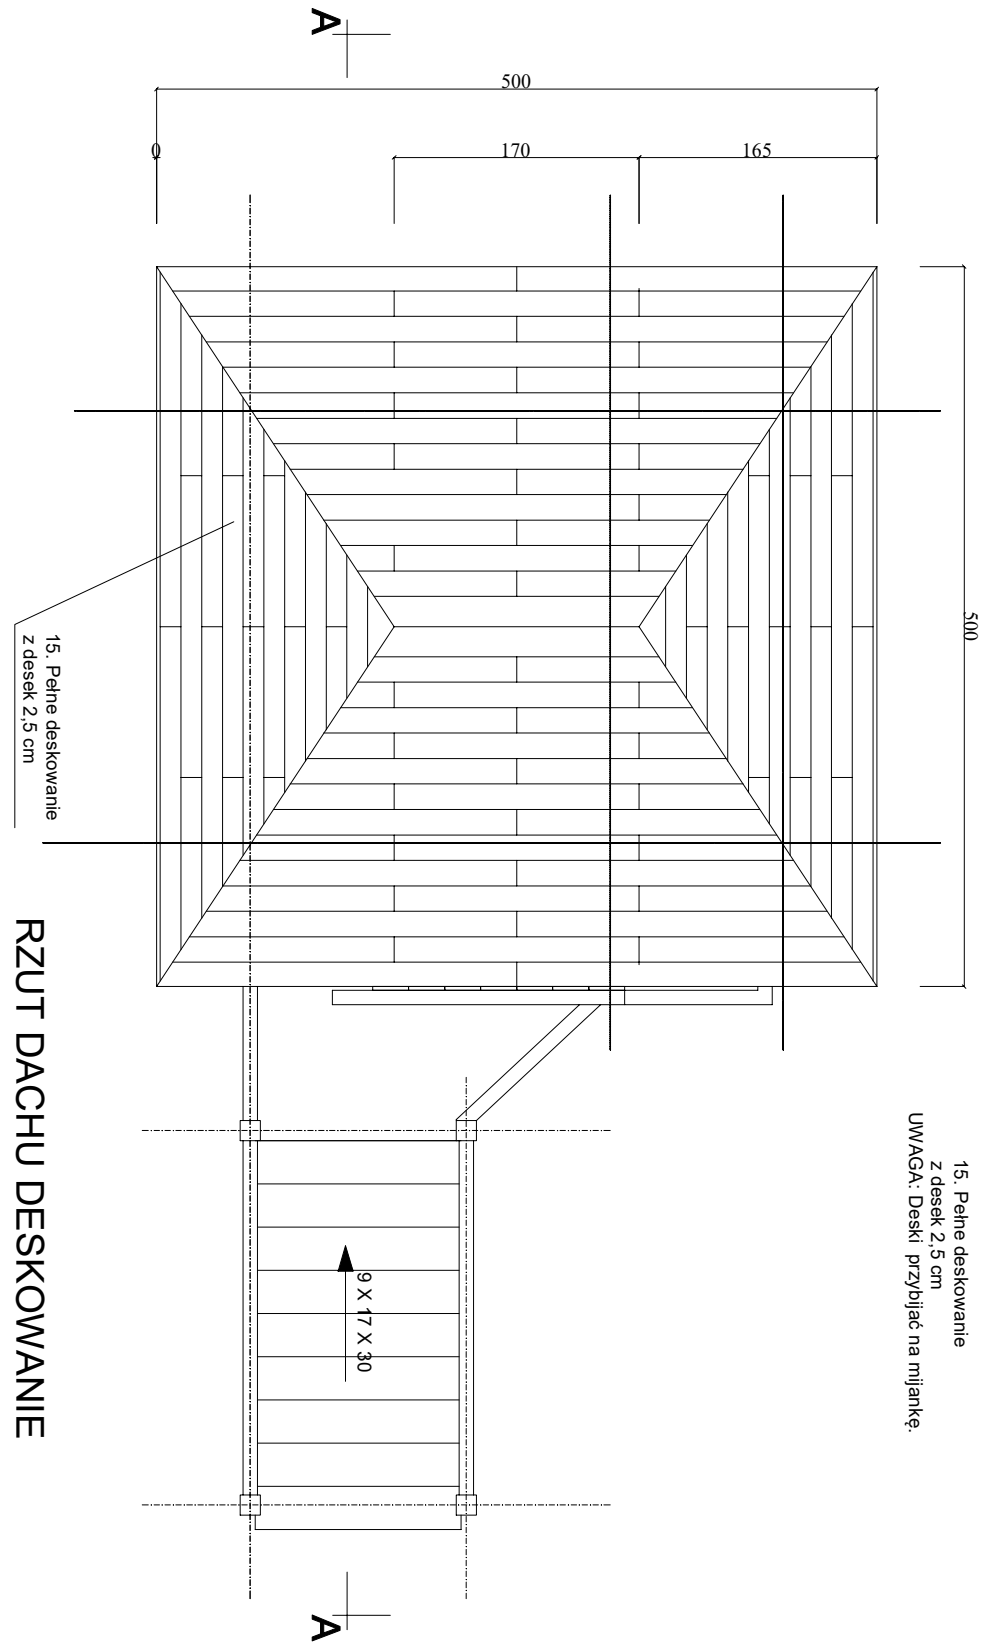 A
500
0
170
165
500
15. Pełne deskowanie
z desek 2,5 cm
RZUT DACHU DESKOWANIE
15. Pełne deskowanie
z desek 2,5 cm
UWAGA: Deski przybijać na mijankę.
9 X 17 X 30
A